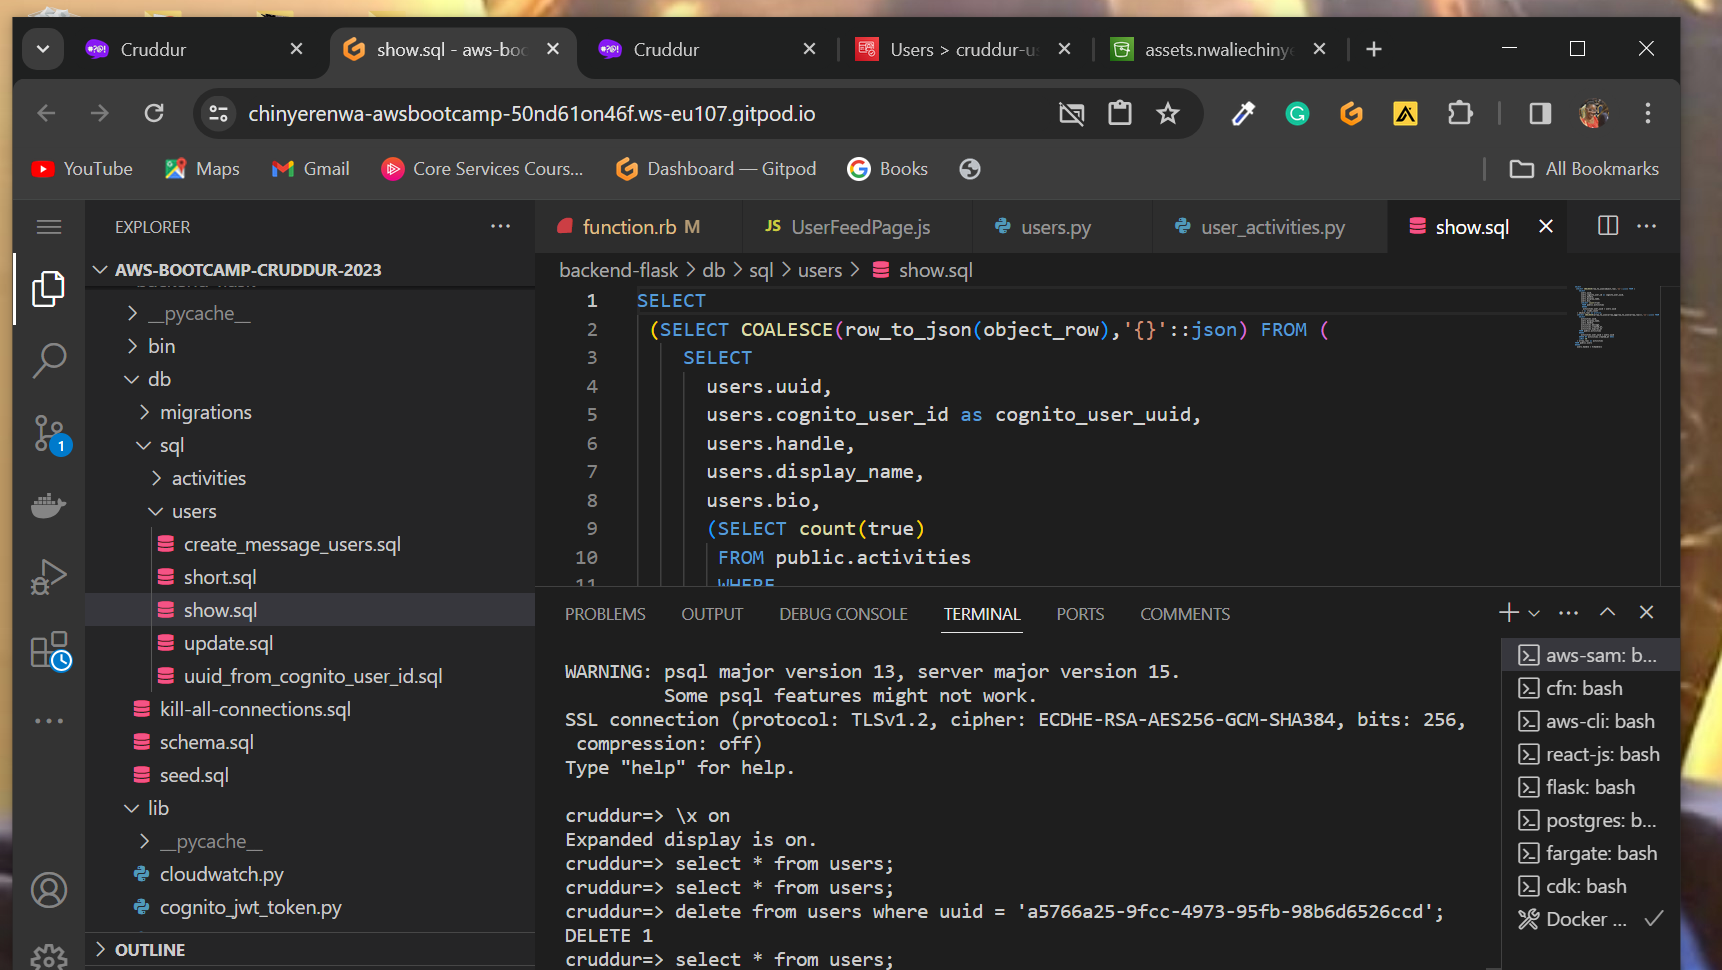 Cruddur
show.sql - aws-boo
Cruddur
Users > cruddur-us
assets.nwaliechinye
chinyerenwa-awsbootcamp-50nd61on46f.ws-eu107.gitpod.io
YouTube
Maps
Gmail
Core Services Cours...
Dashboard — Gitpod
Books
All Bookmarks
EXPLORER
AWS-BOOTCAMP-CRUDDUR-2023
__pycache__
bin
db
migrations
sql
activities
users
create_message_users.sql
short.sql
show.sql
update.sql
uuid_from_cognito_user_id.sql
kill-all-connections.sql
schema.sql
seed.sql
lib
__pycache__
cloudwatch.py
cognito_jwt_token.py
OUTLINE
1
function.rb M
JS UserFeedPage.js
users.py
user_activities.py
show.sql
backend-flask > db > sql > users > show.sql
1 SELECT
2 (SELECT COALESCE(row_to_json(object_row),'{}'::json) FROM (
3 SELECT
4 users.uuid,
5 users.cognito_user_id as cognito_user_uuid,
6 users.handle,
7 users.display_name,
8 users.bio,
9 (SELECT count(true)
10 FROM public.activities
11 WHERE
PROBLEMS OUTPUT DEBUG CONSOLE TERMINAL PORTS COMMENTS
WARNING: psql major version 13, server major version 15.
Some psql features might not work.
SSL connection (protocol: TLSv1.2, cipher: ECDHE-RSA-AES256-GCM-SHA384, bits: 256,
compression: off)
Type "help" for help.
cruddur=> \x on
Expanded display is on.
cruddur=> select * from users;
cruddur=> select * from users;
cruddur=> delete from users where uuid = 'a5766a25-9fcc-4973-95fb-98b6d6526ccd';
DELETE 1
cruddur=> select * from users;
aws-sam: b...
cfn: bash
aws-cli: bash
react-js: bash
flask: bash
postgres: b...
fargate: bash
cdk: bash
Docker ...